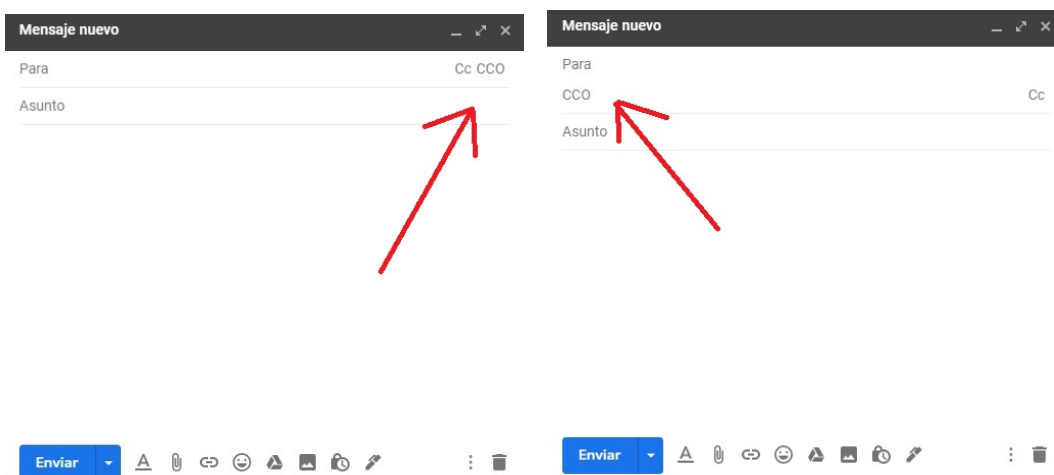 Mensaje nuevo
Para Cc CCO
Asunto
Enviar
Mensaje nuevo
Para
CCO Cc
Asunto
Enviar